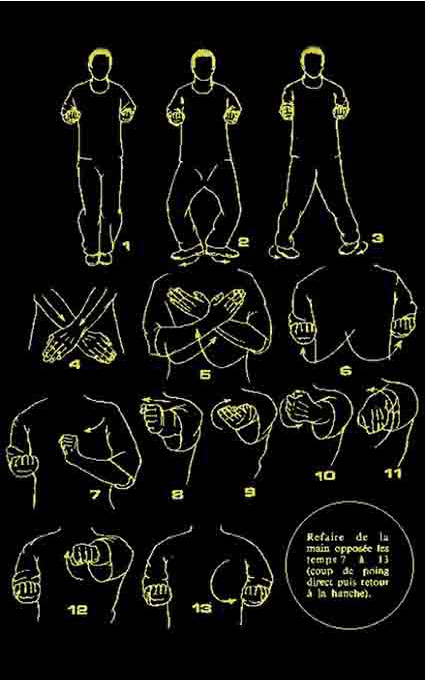 1
2
3
4
5
6
7
8
9
10
11
12
13
Refaire de la
main opposée les
temps 7 à 13
(coup de poing
direct puis retour
à la hanche).